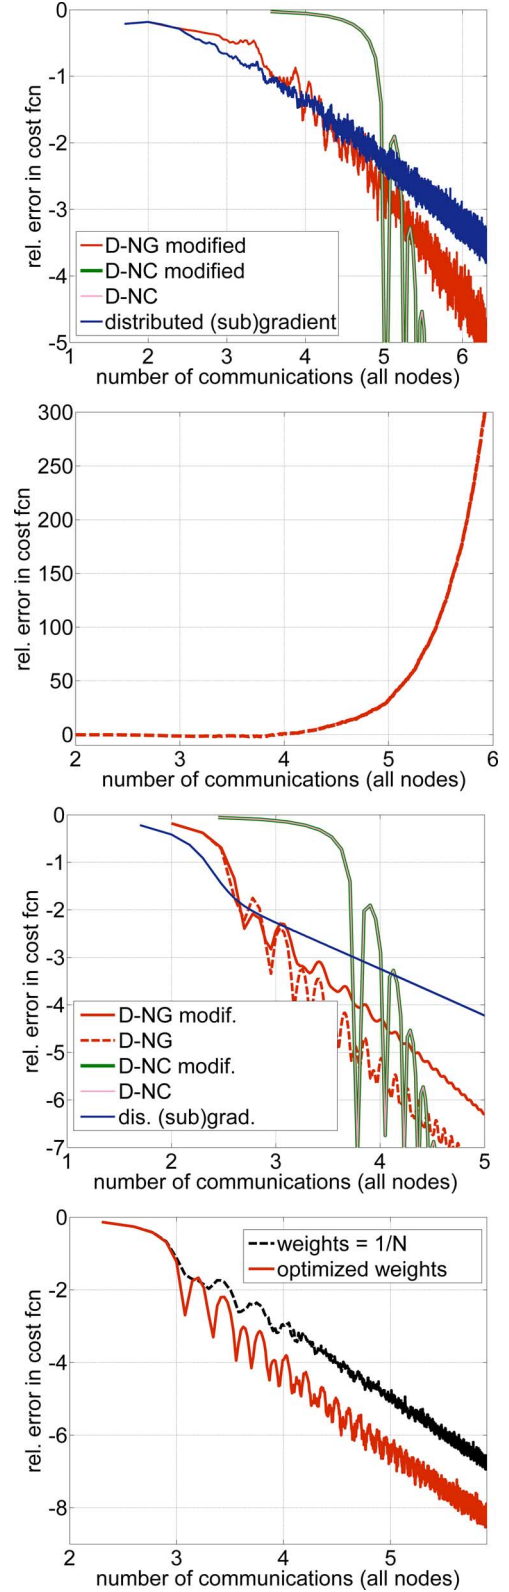 0
-1
-2
-3
-4
-5
rel. error in cost fcn
D-NG modified
D-NC modified
D-NC
distributed (sub)gradient
1 2 3 4 5 6
number of communications (all nodes)
300
250
200
150
100
50
0
rel. error in cost fcn
2 3 4 5 6
number of communications (all nodes)
0
-1
-2
-3
-4
-5
-6
-7
rel. error in cost fcn
D-NG modif.
D-NG
D-NC modif.
D-NC
dis. (sub)grad.
1 2 3 4 5
number of communications (all nodes)
0
-2
-4
-6
-8
rel. error in cost fcn
weights = 1/N
optimized weights
2 3 4 5
number of communications (all nodes)